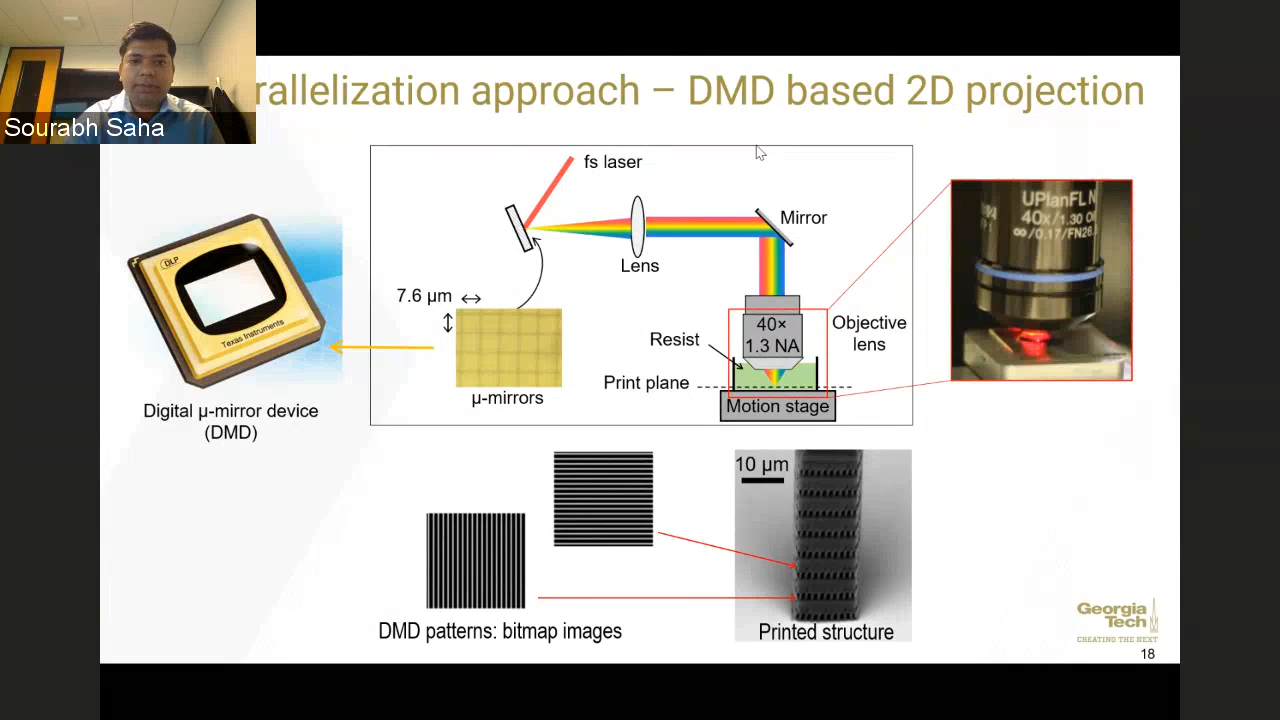 Sourabh Saha
rallelization approach – DMD based 2D projection
fs laser
Mirror
Lens
7.6 µm
µ-mirrors
Resist
Print plane
40×
1.3 NA
Objective
lens
Motion stage
UPlanFL N
40x/1.30 O
∞/0.17/FN26.
DLP
Texas Instruments
Digital µ-mirror device
(DMD)
10 µm
DMD patterns: bitmap images
Printed structure
Georgia
Tech
CREATING THE NEXT
18